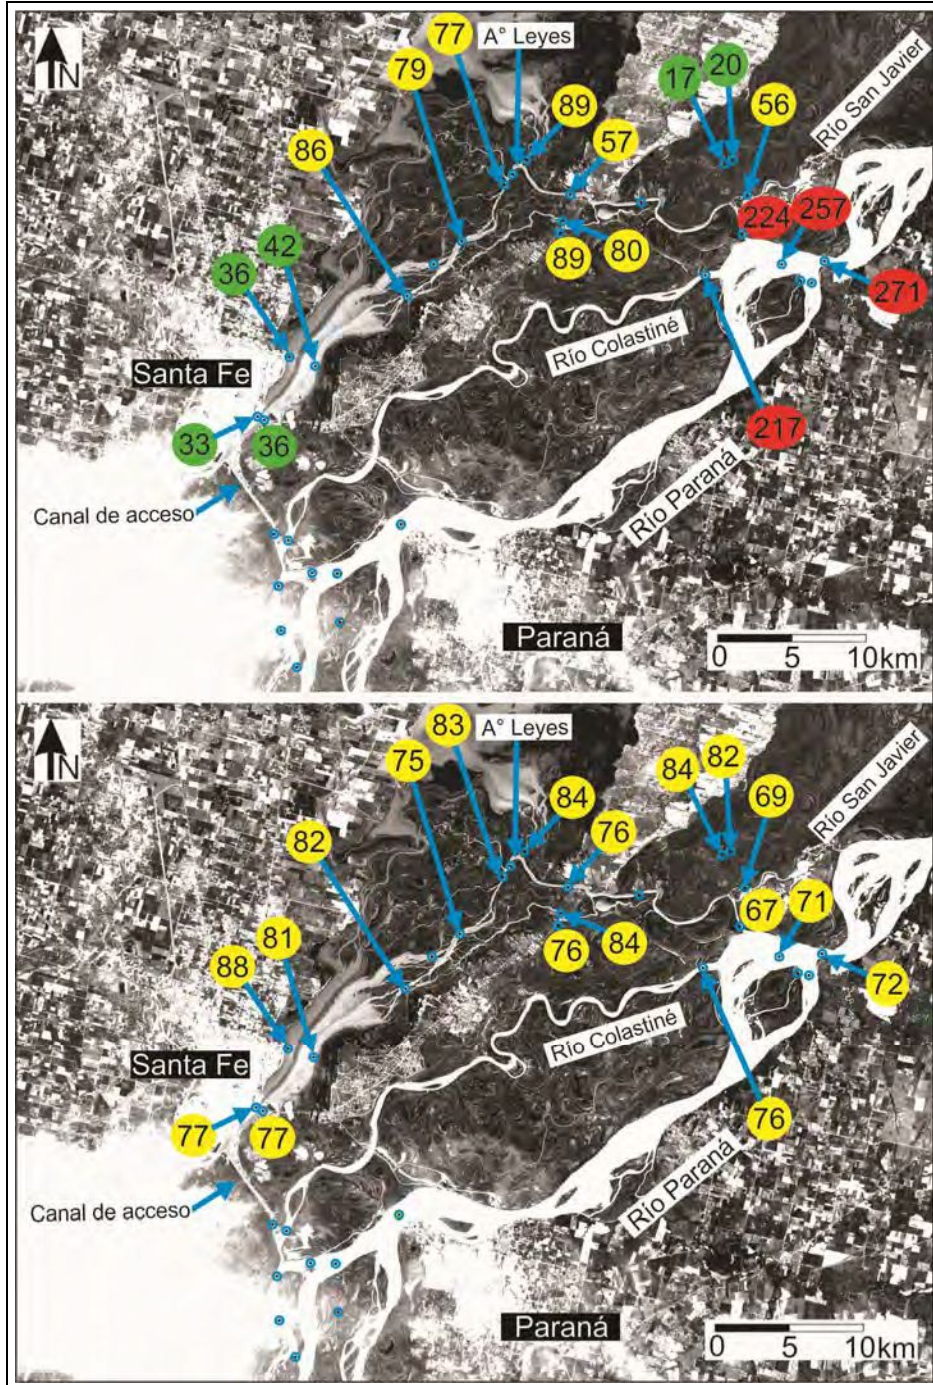 77
A° Leyes
79
17
20
89
57
56
86
Río San Javier
224
257
42
36
89
80
271
Río Colastiné
Santa Fe
217
33
36
Río Paraná
Canal de acceso
Paraná
0 5 10km
N
83
A° Leyes
75
84
82
84
76
69
82
Río San Javier
67
71
81
88
76
84
72
Río Colastiné
Santa Fe
76
77
77
Río Paraná
Canal de acceso
Paraná
0 5 10km
N